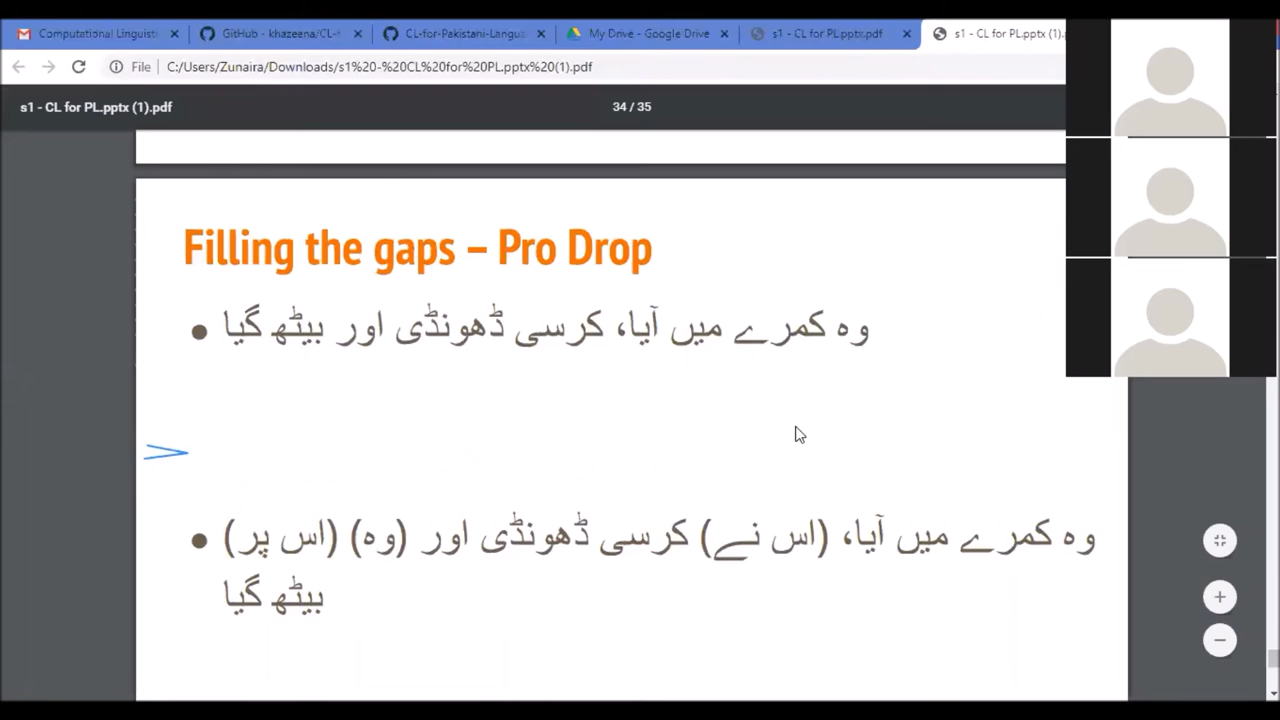 Computational Linguisti
GitHub - khazeena/CL-f
CL-for-Pakistani-Langua
My Drive - Google Drive
s1 - CL for PL.pptx.pdf
s1 - CL for PL.pptx (1).p
File
C:/Users/Zunaira/Downloads/s1%20-%20CL%20for%20PL.pptx%20(1).pdf
s1 - CL for PL.pptx (1).pdf
34 / 35
Filling the gaps – Pro Drop
● وہ کمرے میں آیا، کرسی ڈھونڈی اور بیٹھ گیا
● وہ کمرے میں آیا، (اس نے) کرسی ڈھونڈی اور (وہ) (اس پر)
بیٹھ گیا